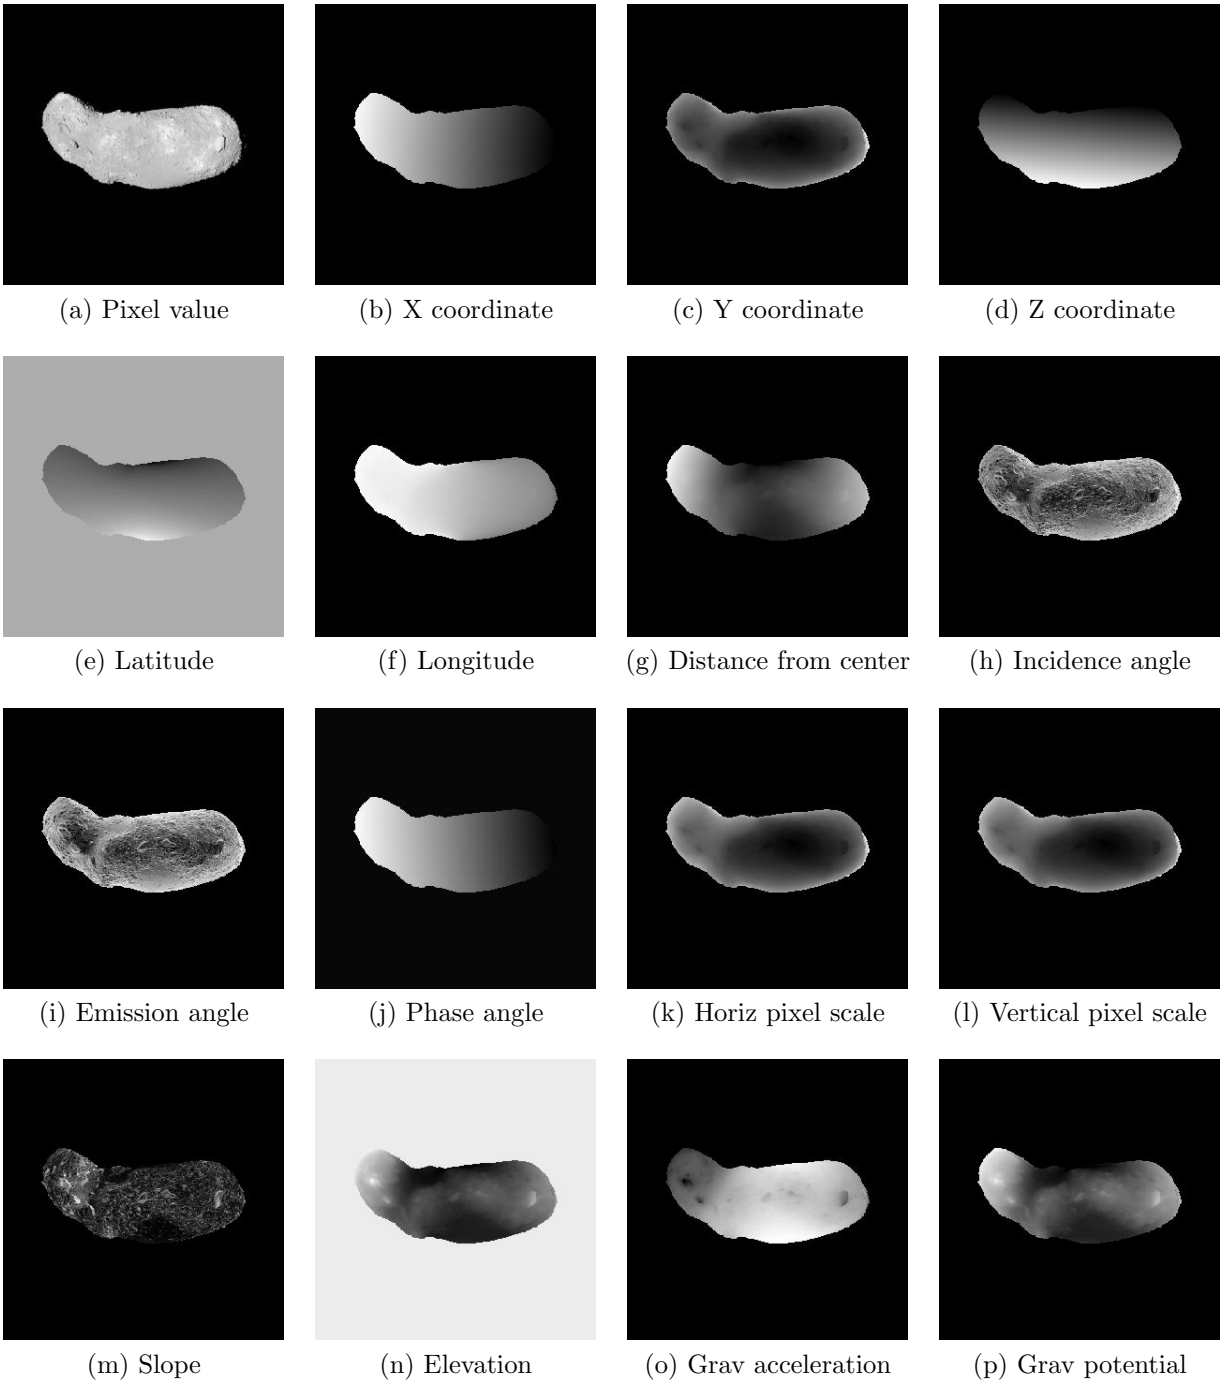 (a) Pixel value
(b) X coordinate
(c) Y coordinate
(d) Z coordinate
(e) Latitude
(f) Longitude
(g) Distance from center
(h) Incidence angle
(i) Emission angle
(j) Phase angle
(k) Horiz pixel scale
(l) Vertical pixel scale
(m) Slope
(n) Elevation
(o) Grav acceleration
(p) Grav potential